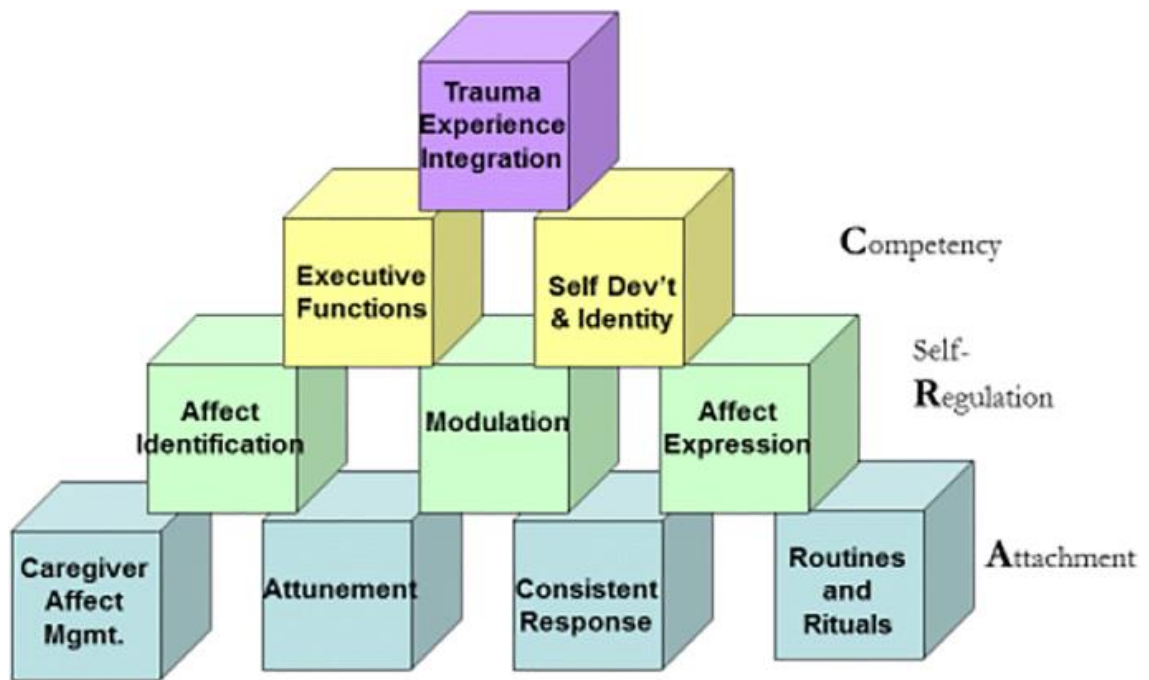 Trauma
Experience
Integration
Executive
Functions
Self Dev't
& Identity
Competency
Affect
Identification
Modulation
Affect
Expression
Self-
Regulation
Caregiver
Affect
Mgmt.
Attunement
Consistent
Response
Routines
and
Rituals
Attachment